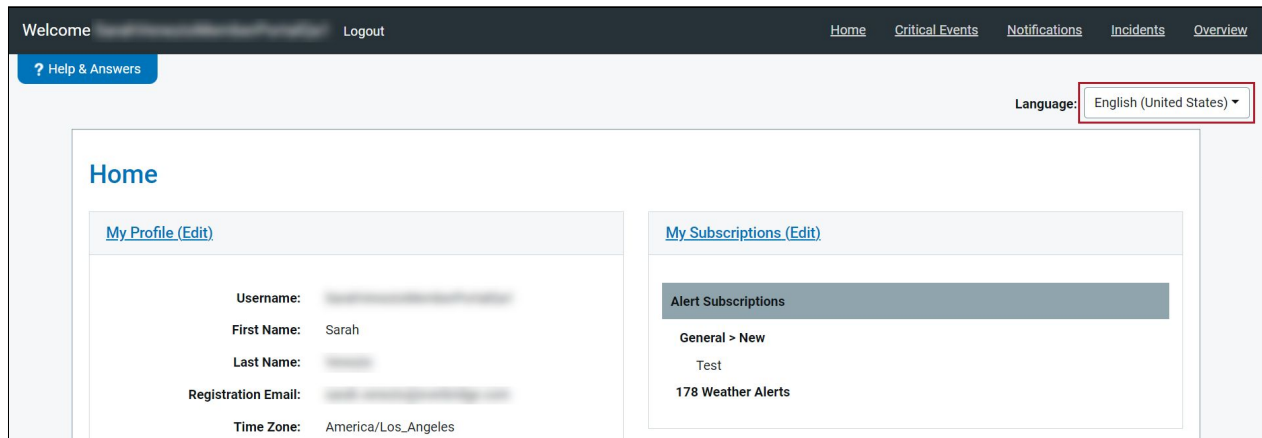 Welcome Logout Home Critical Events Notifications Incidents Overview
? Help & Answers
Language: English (United States)
Home
My Profile (Edit)
Username:
First Name: Sarah
Last Name:
Registration Email:
Time Zone: America/Los_Angeles
My Subscriptions (Edit)
Alert Subscriptions
General > New
Test
178 Weather Alerts